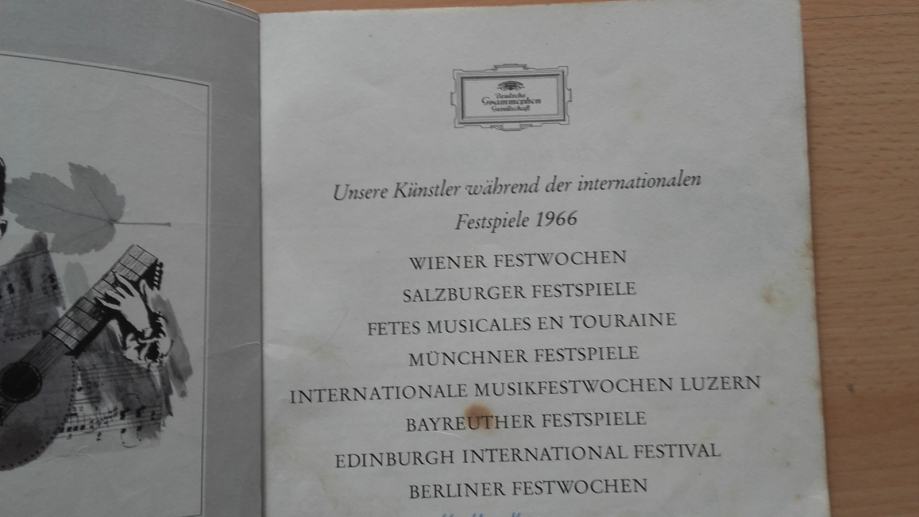 Deutsche
Grammophon
Gesellschaft
Unsere Künstler während der internationalen
Festspiele 1966
WIENER FESTWOCHEN
SALZBURGER FESTSPIELE
FETES MUSICALES EN TOURAINE
MÜNCHNER FESTSPIELE
INTERNATIONALE MUSIKFESTWOCHEN LUZERN
BAYREUTHER FESTSPIELE
EDINBURGH INTERNATIONAL FESTIVAL
BERLINER FESTWOCHEN